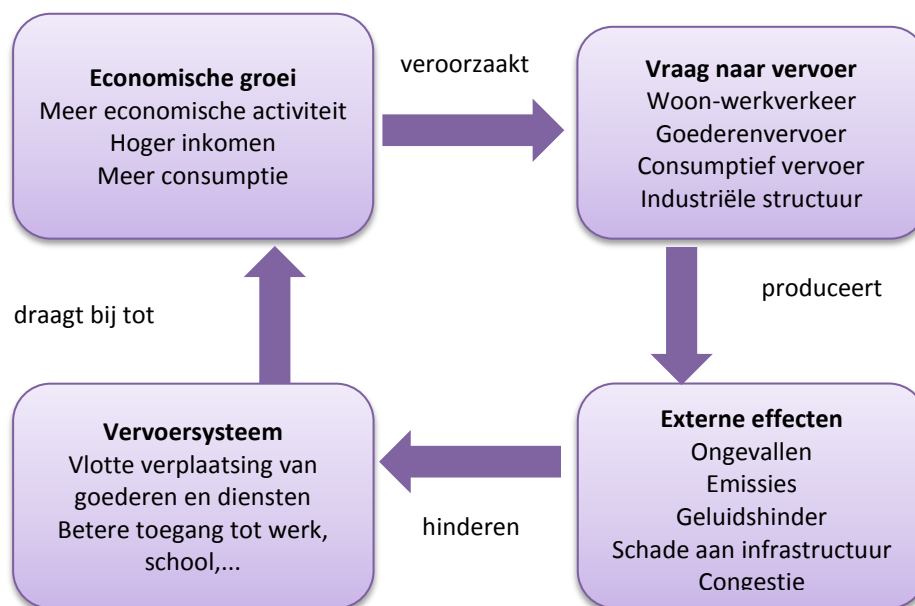 Economische groei
Meer economische activiteit
Hoger inkomen
Meer consumptie
veroorzaakt
Vraag naar vervoer
Woon-werkverkeer
Goederenvervoer
Consumptief vervoer
Industriële structuur
produceert
Externe effecten
Ongevallen
Emissies
Geluidshinder
Schade aan infrastructuur
Congestie
hinderen
Vervoersysteem
Vlotte verplaatsing van
goederen en diensten
Betere toegang tot werk,
school,...
draagt bij tot